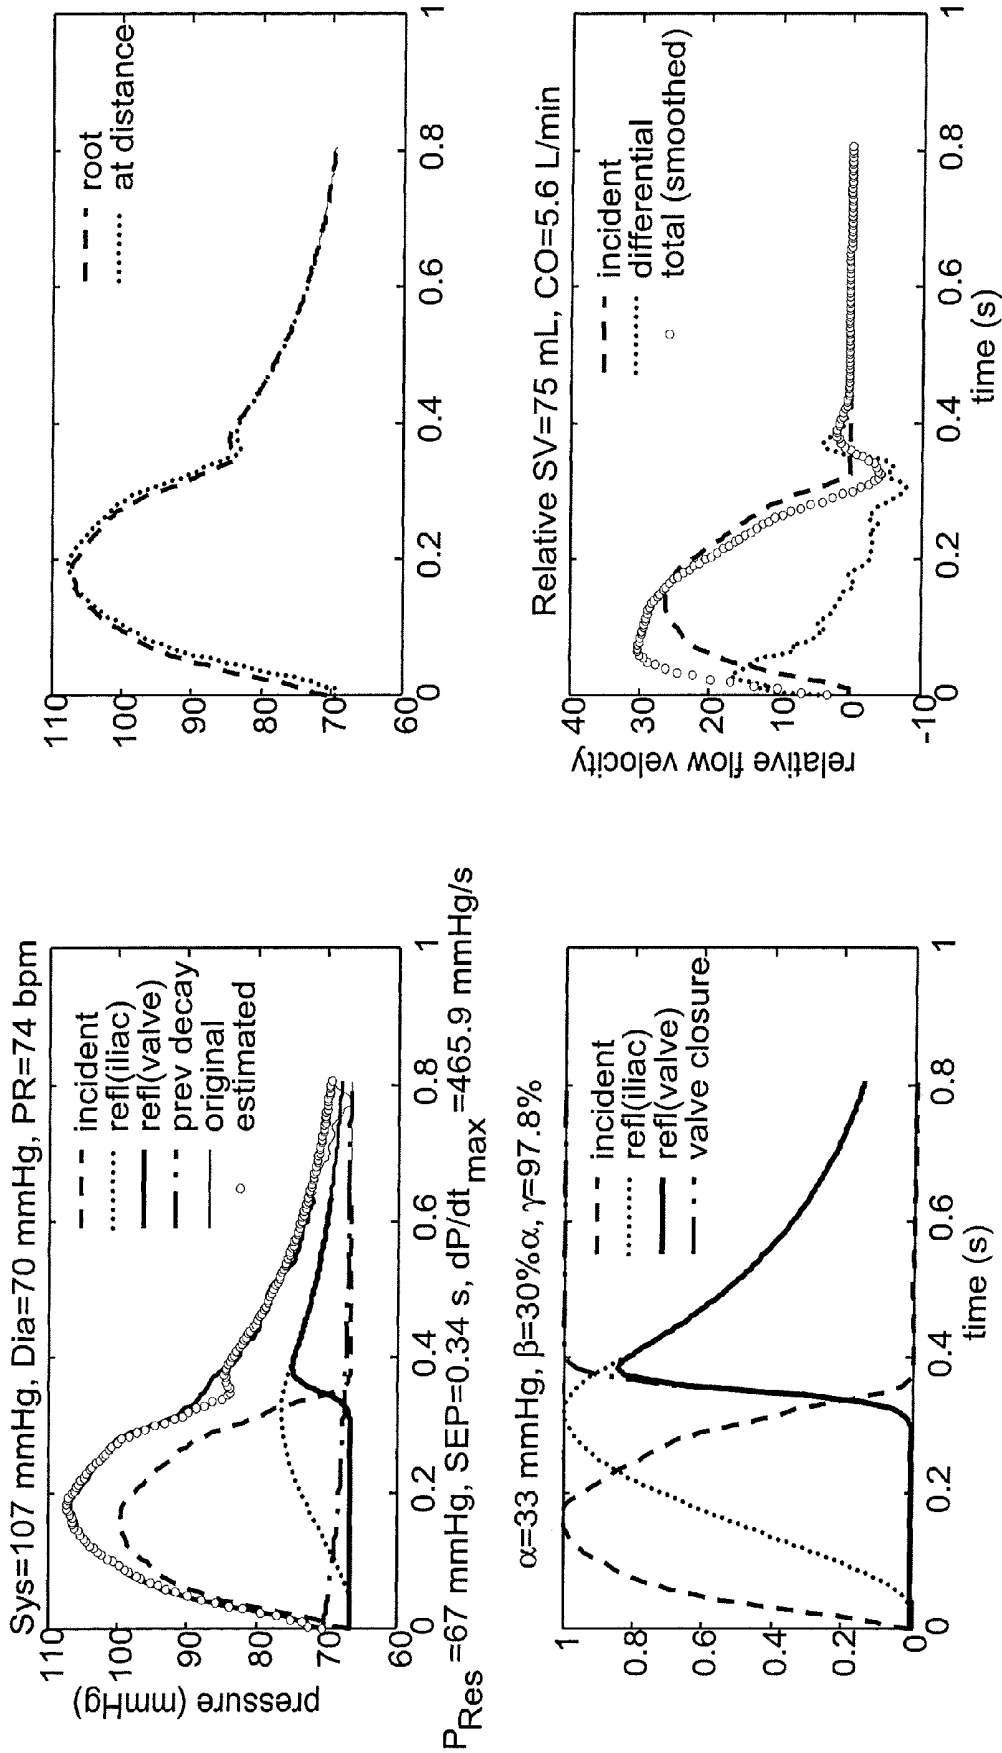 Sys=107 mmHg, Dia=70 mmHg, PR=74 bpm
pressure (mmHg)
110
100
90
80
70
60
0
0.2
0.4
0.6
0.8
1
incident
refl(iliac)
refl(valve)
prev decay
original
estimated
110
100
90
80
70
60
0
0.2
0.4
0.6
0.8
1
root
at distance
PRes =67 mmHg, SEP=0.34 s, dP/dtmax =465.9 mmHg/s
α=33 mmHg, β=30%α, γ=97.8%
1
0.8
0.6
0.4
0.2
0
0
0.2
0.4
0.6
0.8
1
time (s)
incident
refl(iliac)
refl(valve)
valve closure
Relative SV=75 mL, CO=5.6 L/min
relative flow velocity
40
30
20
10
0
-10
0
0.2
0.4
0.6
0.8
1
time (s)
incident
differential
total (smoothed)